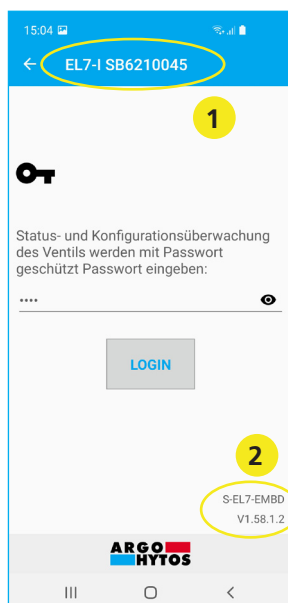 15:04
EL7-I SB6210045
1
Status- und Konfigurationsüberwachung
des Ventils werden mit Passwort
geschützt Passwort eingeben:
....
LOGIN
2
S-EL7-EMBD
V1.58.1.2
ARGO
HYTOS